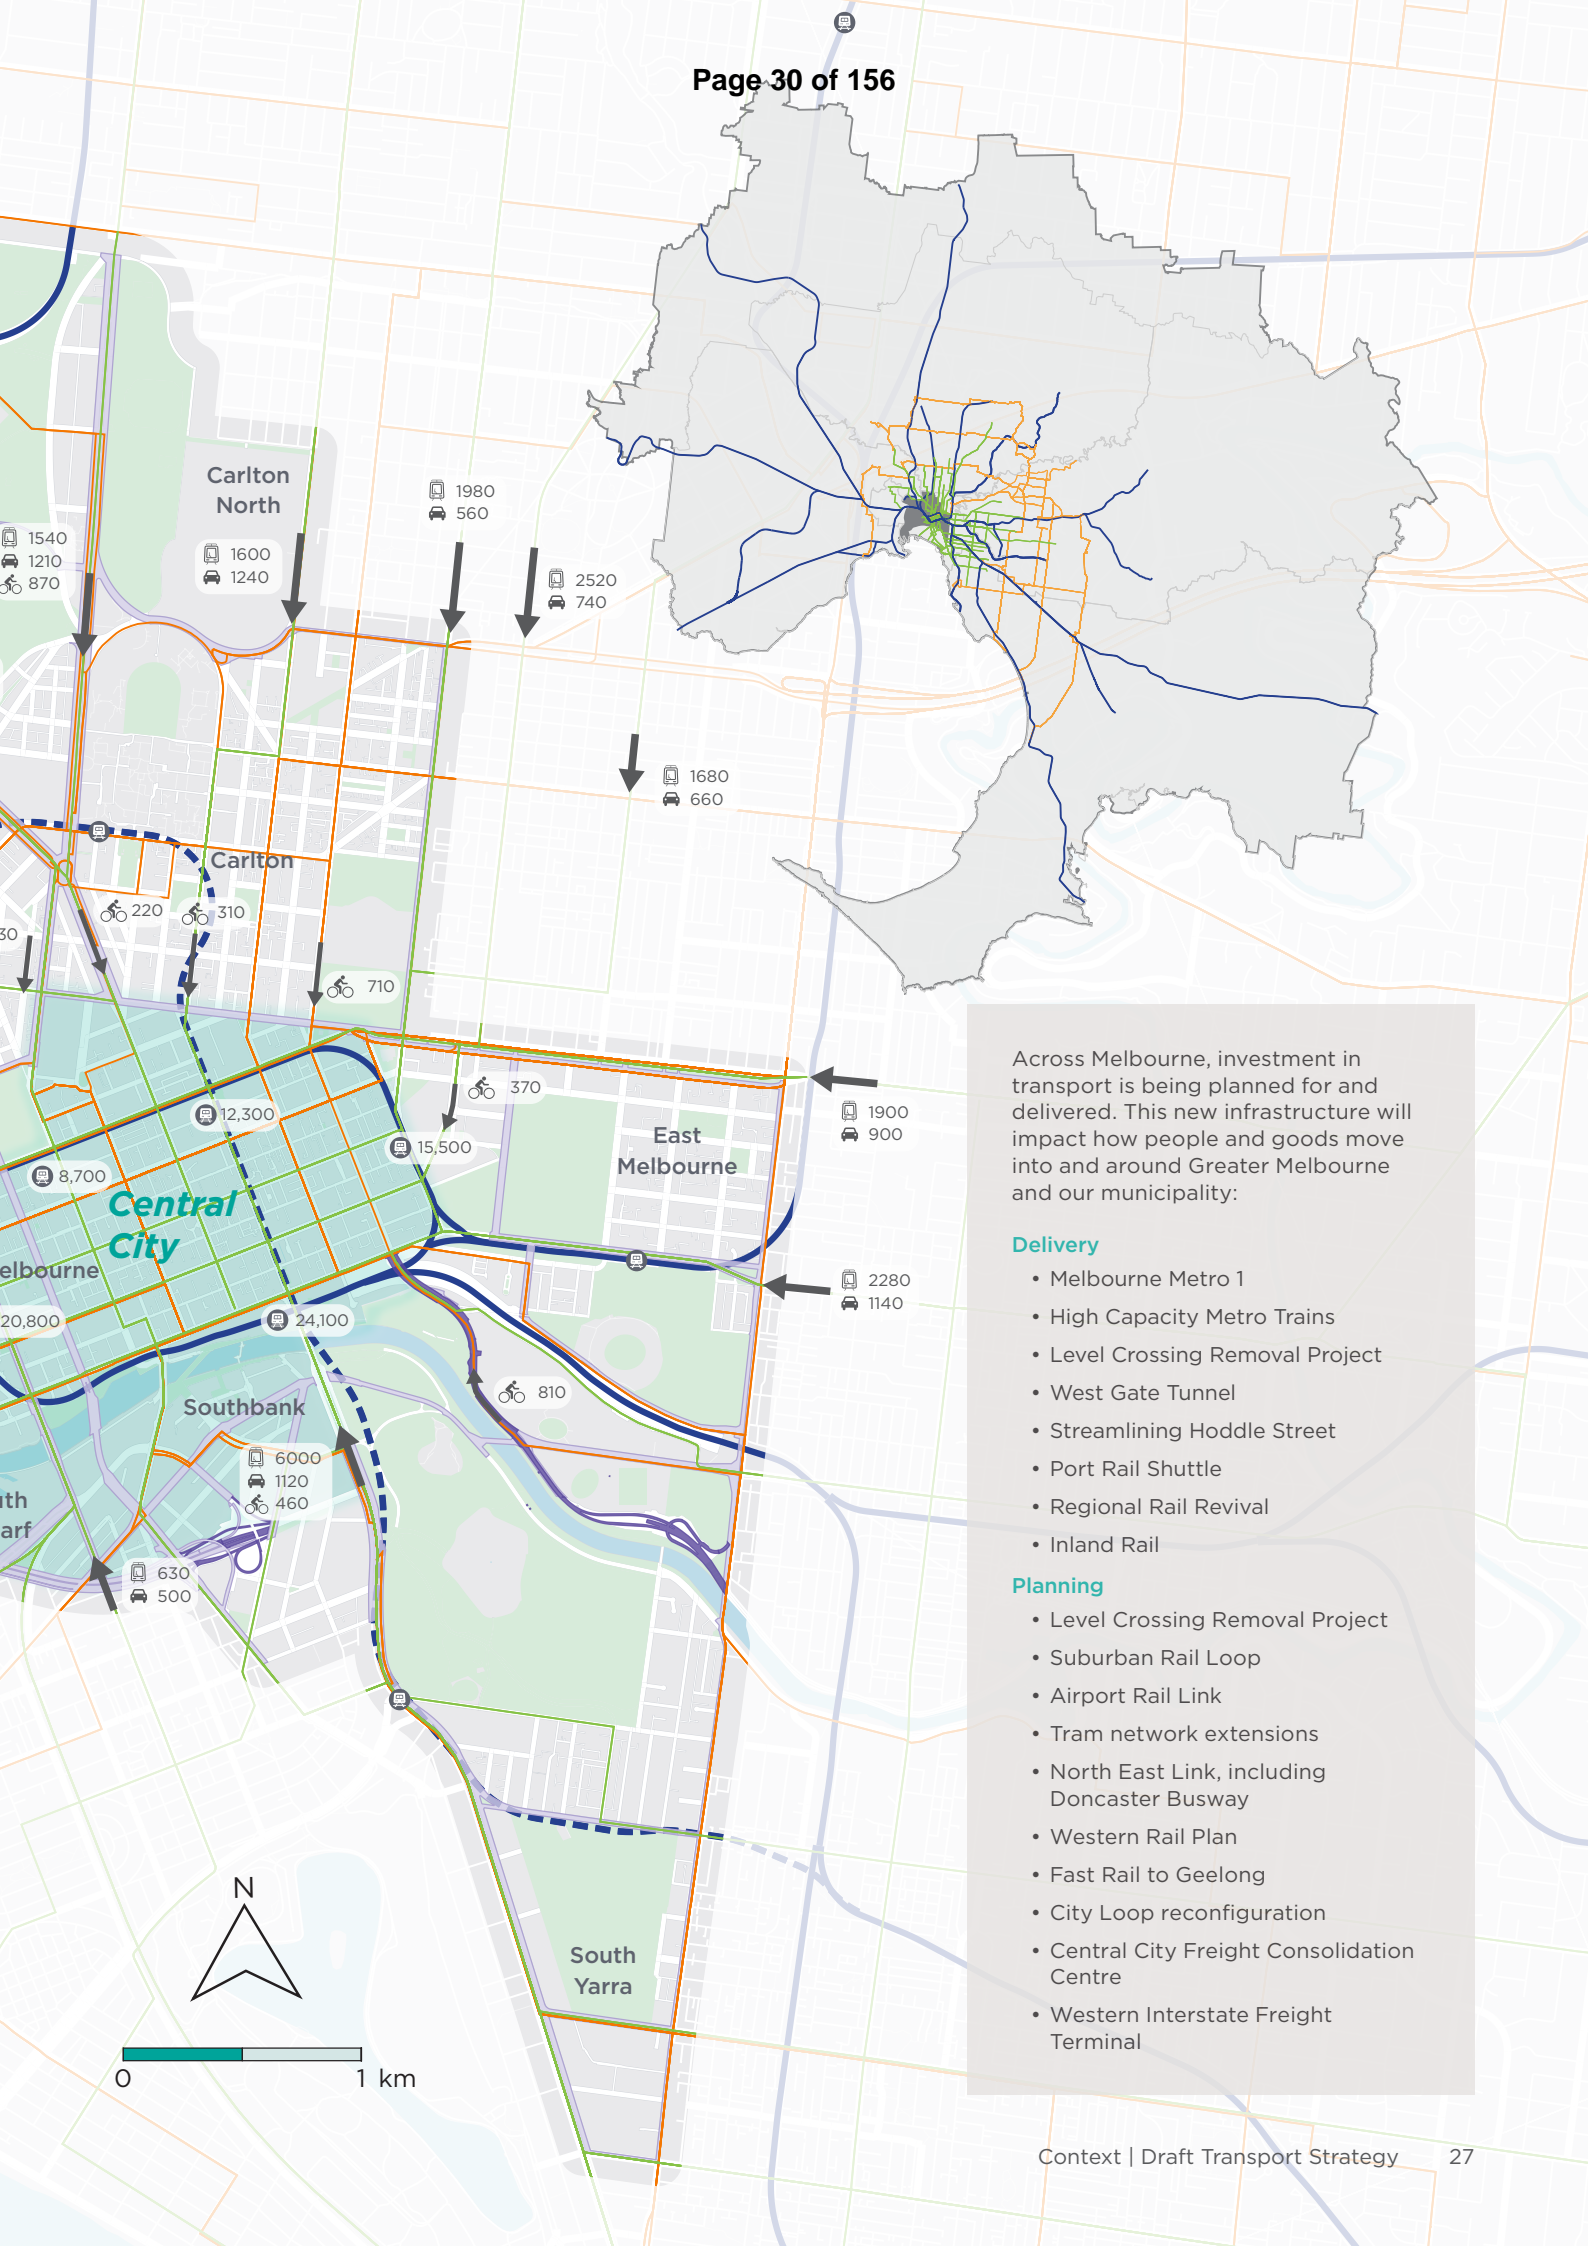 Page 30 of 156
Carlton
North
1980
560
1540
1210
870
1600
1240
2520
740
1680
660
Carlton
220
310
30
710
370
1900
900
12,300
15,500
East
Melbourne
8,700
Central
City
elbourne
2280
1140
20,800
24,100
810
Southbank
6000
1120
460
uth
arf
630
500
South
Yarra
N
0
1 km
Across Melbourne, investment in
transport is being planned for and
delivered. This new infrastructure will
impact how people and goods move
into and around Greater Melbourne
and our municipality:
Delivery
• Melbourne Metro 1
• High Capacity Metro Trains
• Level Crossing Removal Project
• West Gate Tunnel
• Streamlining Hoddle Street
• Port Rail Shuttle
• Regional Rail Revival
• Inland Rail
Planning
• Level Crossing Removal Project
• Suburban Rail Loop
• Airport Rail Link
• Tram network extensions
• North East Link, including
Doncaster Busway
• Western Rail Plan
• Fast Rail to Geelong
• City Loop reconfiguration
• Central City Freight Consolidation
Centre
• Western Interstate Freight
Terminal
Context | Draft Transport Strategy 27